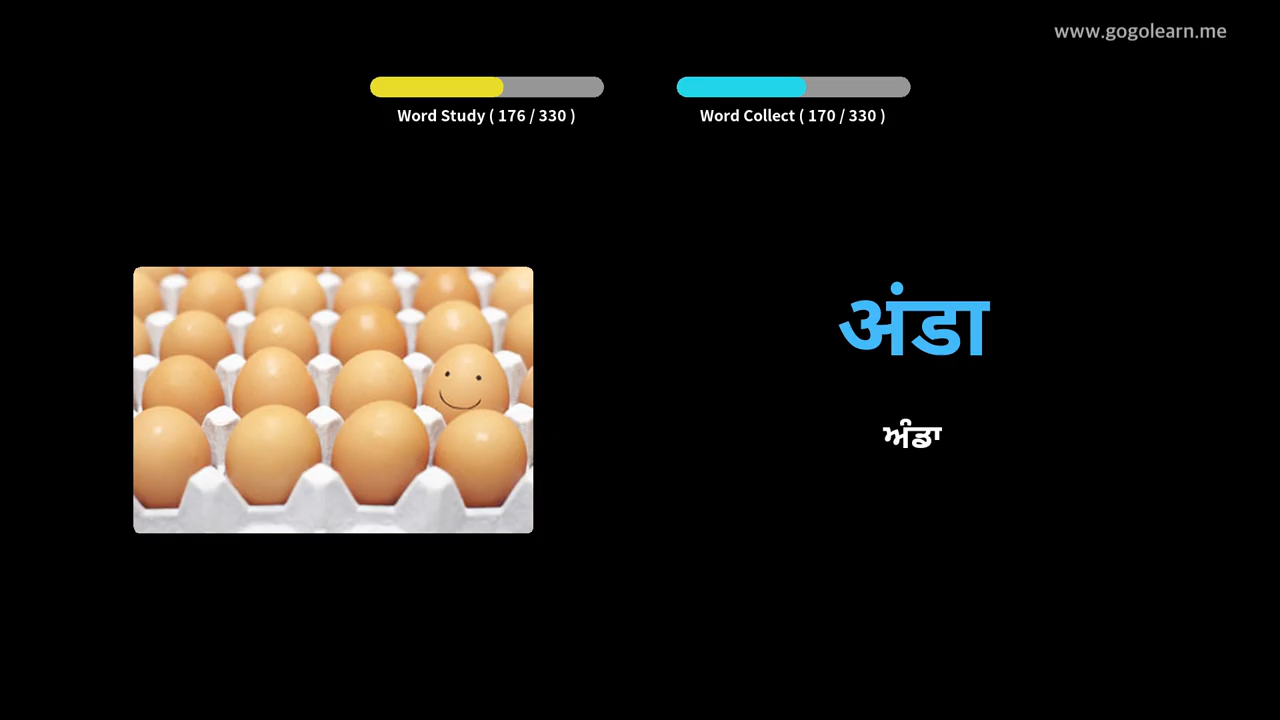 www.gogolearn.me
Word Study ( 176 / 330 )
Word Collect ( 170 / 330 )
अंडा
ਅੰਡਾ